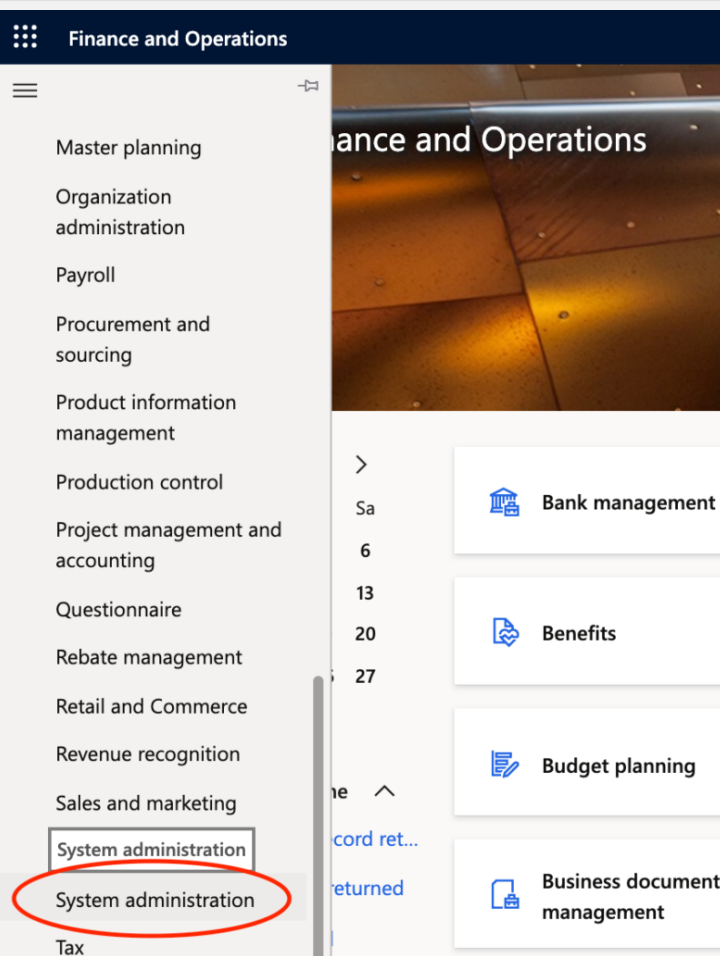 Finance and Operations
Master planning
Organization
administration
Payroll
Procurement and
sourcing
Product information
management
Production control
Project management and
accounting
Questionnaire
Rebate management
Retail and Commerce
Revenue recognition
Sales and marketing
System administration
System administration
Tax
and Operations
Sa
6
13
20
27
cord ret...
returned
Bank management
Benefits
Budget planning
Business document
management